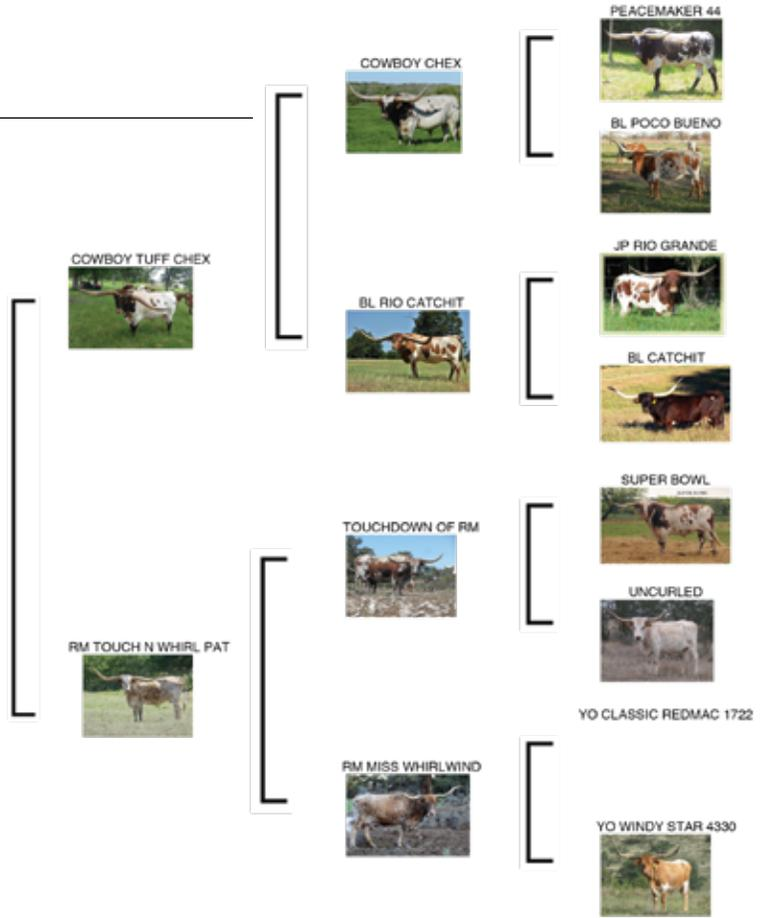 PEACEMAKER 44
COWBOY CHEX
BL POCO BUENO
COWBOY TUFF CHEX
JP RIO GRANDE
BL RIO CATCHIT
BL CATCHIT
SUPER BOWL
TOUCHDOWN OF RM
UNCURLED
RM TOUCH N WHIRL PAT
YO CLASSIC REDMAC 1722
RM MISS WHIRLWIND
YO WINDY STAR 4330